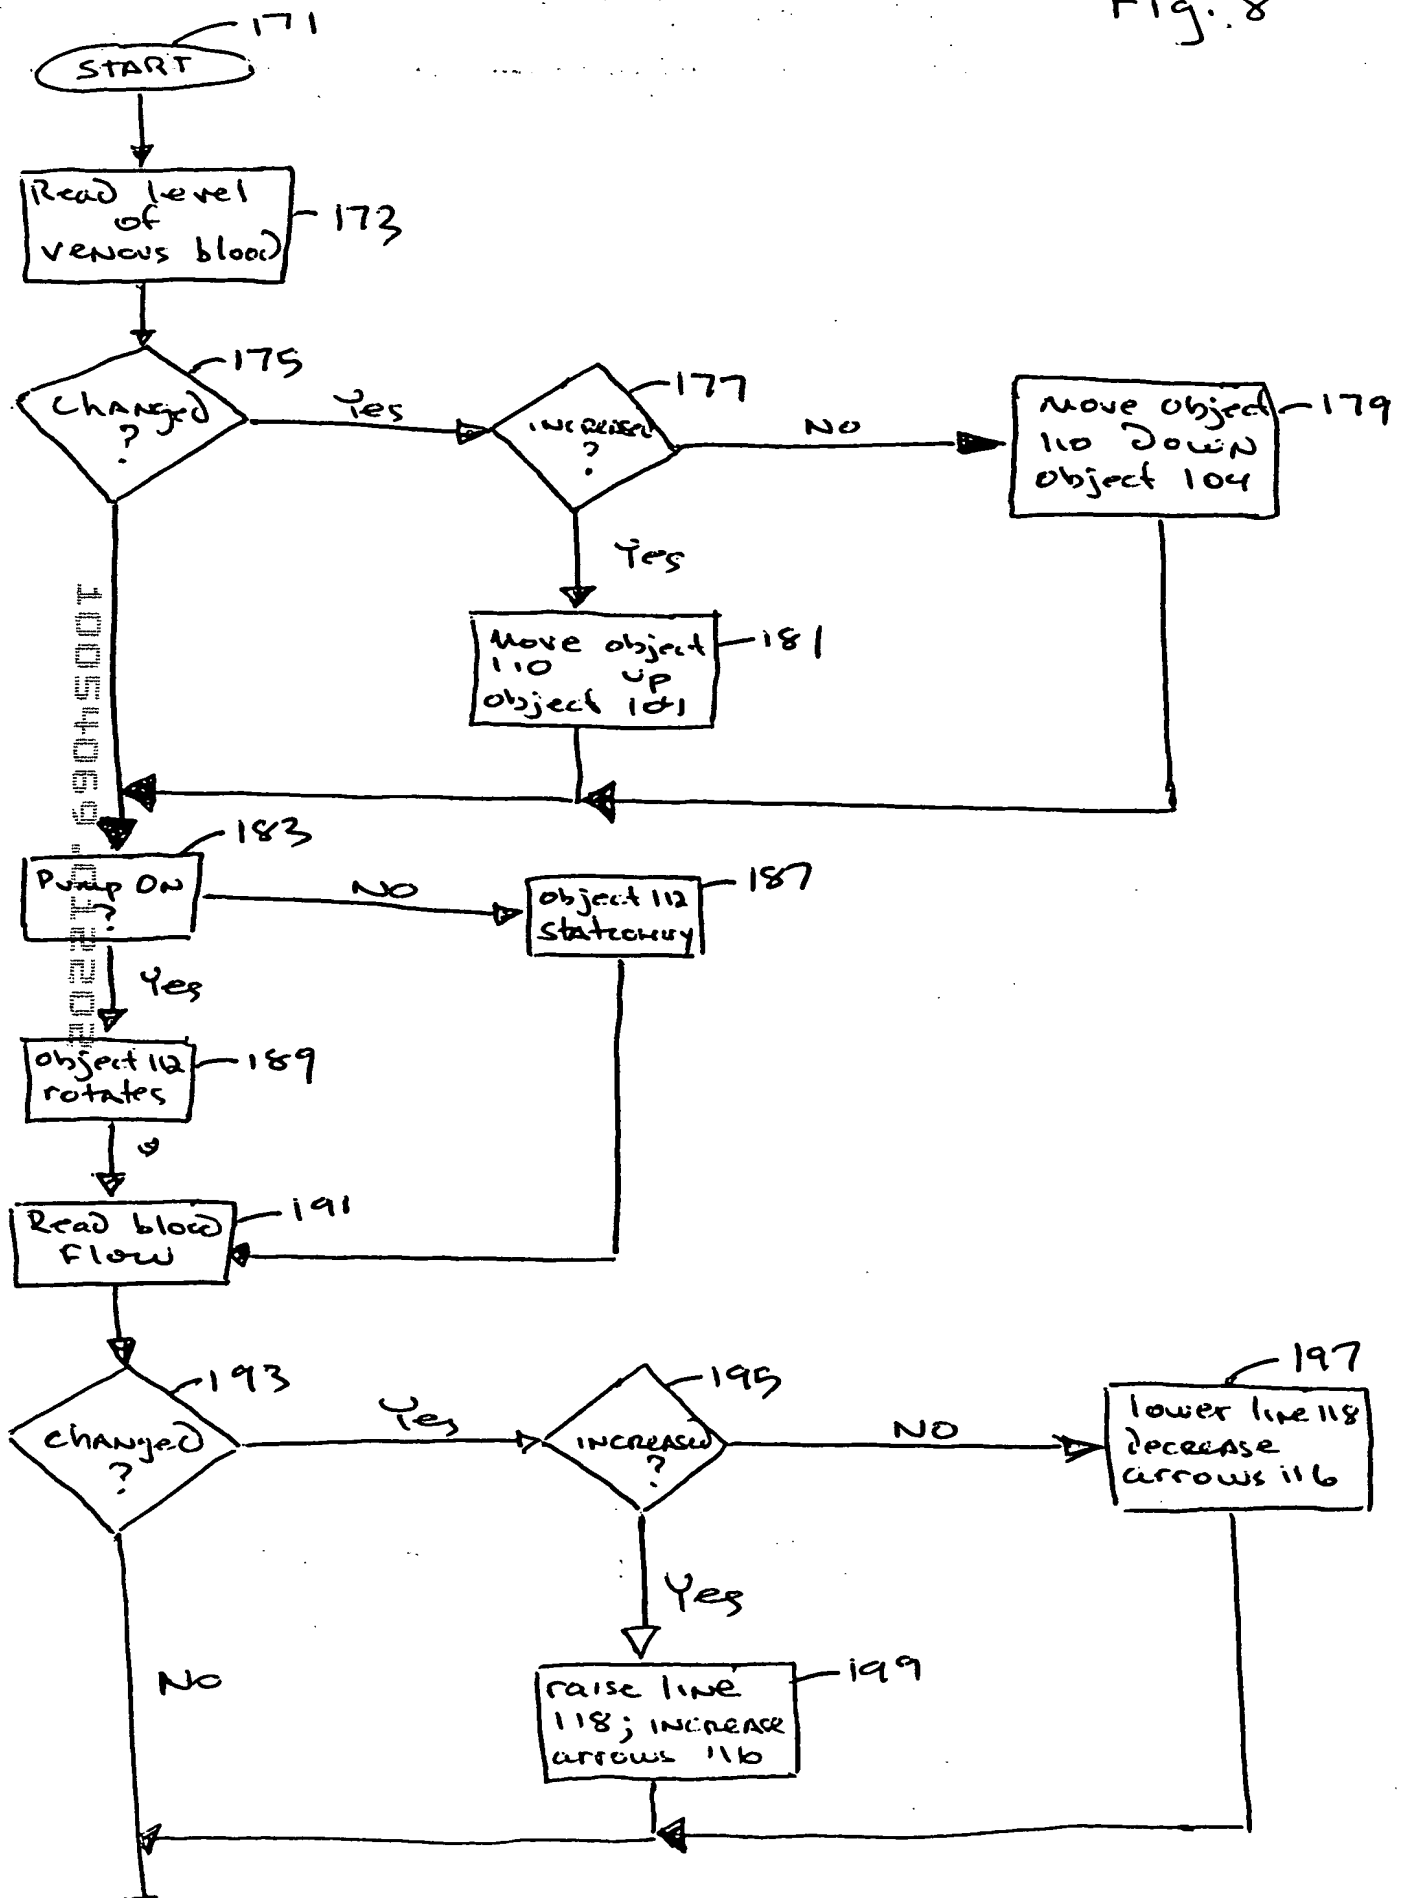 Fig. 8
171
START
Read level
of
venous blood
173
Changed
?
175
Yes
INCREASED
?
177
NO
Move object
110 DOWN
object 104
179
Yes
Move object
110 up
object 104
181
10054069.012202
Pump ON
?
183
NO
object 112
stationary
187
Yes
object 112
rotates
189
Read blood
Flow
191
Changed
?
193
Yes
INCREASED
?
195
NO
lower line 118
Decrease
arrows 116
197
Yes
NO
raise line
118; INCREASE
arrows 116
199